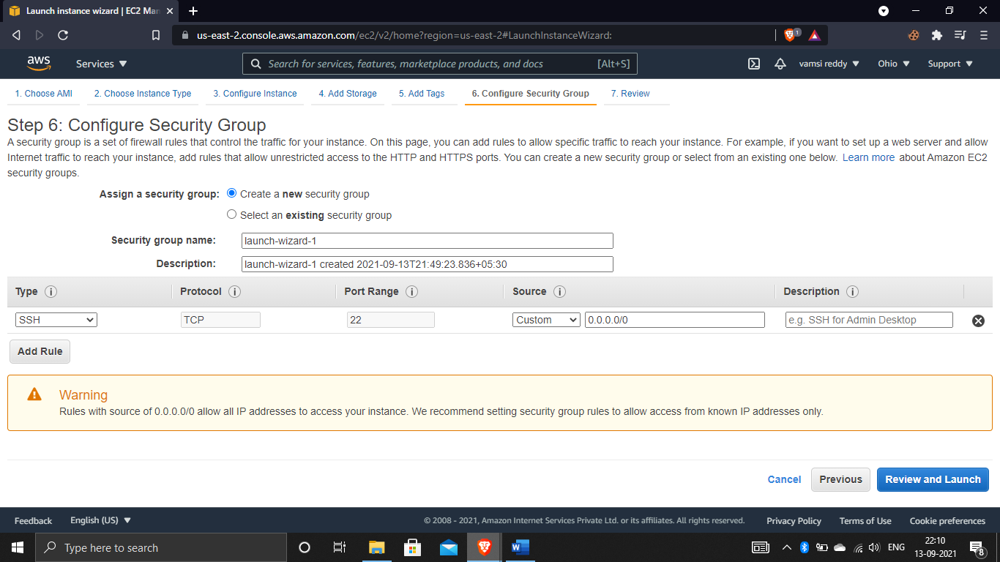 Launch instance wizard | EC2 Man
us-east-2.console.aws.amazon.com/ec2/v2/home?region=us-east-2#LaunchInstanceWizard:
1
aws
Services
Search for services, features, marketplace products, and docs
[Alt+S]
vamsi reddy
Ohio
Support
1. Choose AMI
2. Choose Instance Type
3. Configure Instance
4. Add Storage
5. Add Tags
6. Configure Security Group
7. Review
Step 6: Configure Security Group
A security group is a set of firewall rules that control the traffic for your instance. On this page, you can add rules to allow specific traffic to reach your instance. For example, if you want to set up a web server and allow
Internet traffic to reach your instance, add rules that allow unrestricted access to the HTTP and HTTPS ports. You can create a new security group or select from an existing one below. Learn more about Amazon EC2
security groups.
Assign a security group: Create a new security group
Select an existing security group
Security group name: launch-wizard-1
Description: launch-wizard-1 created 2021-09-13T21:49:23.836+05:30
Type Protocol Port Range Source Description
SSH TCP 22 Custom 0.0.0.0/0 e.g. SSH for Admin Desktop
Add Rule
Warning
Rules with source of 0.0.0.0/0 allow all IP addresses to access your instance. We recommend setting security group rules to allow access from known IP addresses only.
Cancel Previous Review and Launch
Feedback English (US) © 2008 - 2021, Amazon Internet Services Private Ltd. or its affiliates. All rights reserved. Privacy Policy Terms of Use Cookie preferences
Type here to search
ENG
22:10
13-09-2021
8